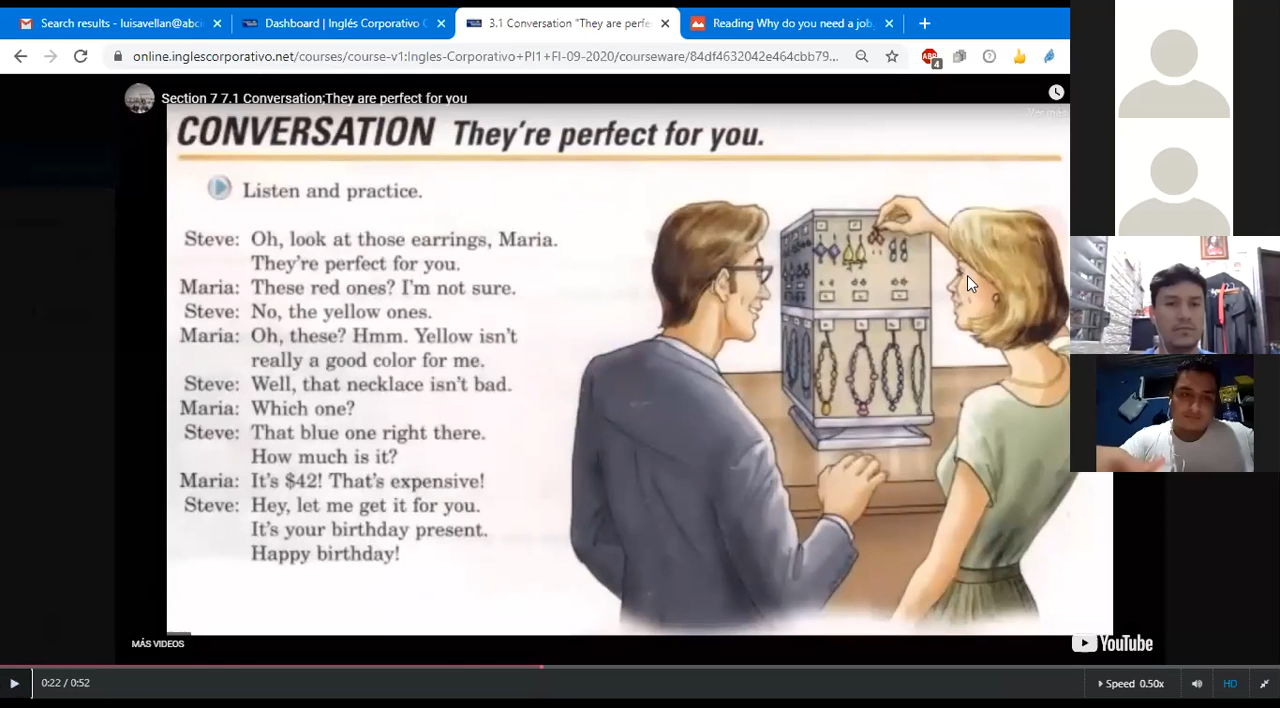 Search results - luisavellan@abc
Dashboard | Inglés Corporativo
3.1 Conversation "They are perfe
Reading Why do you need a job
online.inglescorporativo.net/courses/course-v1:Ingles-Corporativo+PI1+FI-09-2020/courseware/84df4632042e464cbb79...
4
Section 7 7.1 Conversation;They are perfect for you
CONVERSATION They're perfect for you.
Listen and practice.
Steve: Oh, look at those earrings, Maria.
They're perfect for you.
Maria: These red ones? I'm not sure.
Steve: No, the yellow ones.
Maria: Oh, these? Hmm. Yellow isn't
really a good color for me.
Steve: Well, that necklace isn't bad.
Maria: Which one?
Steve: That blue one right there.
How much is it?
Maria: It's $42! That's expensive!
Steve: Hey, let me get it for you.
It's your birthday present.
Happy birthday!
MÁS VIDEOS
YouTube
0:22 / 0:52
Speed 0.50x
HD